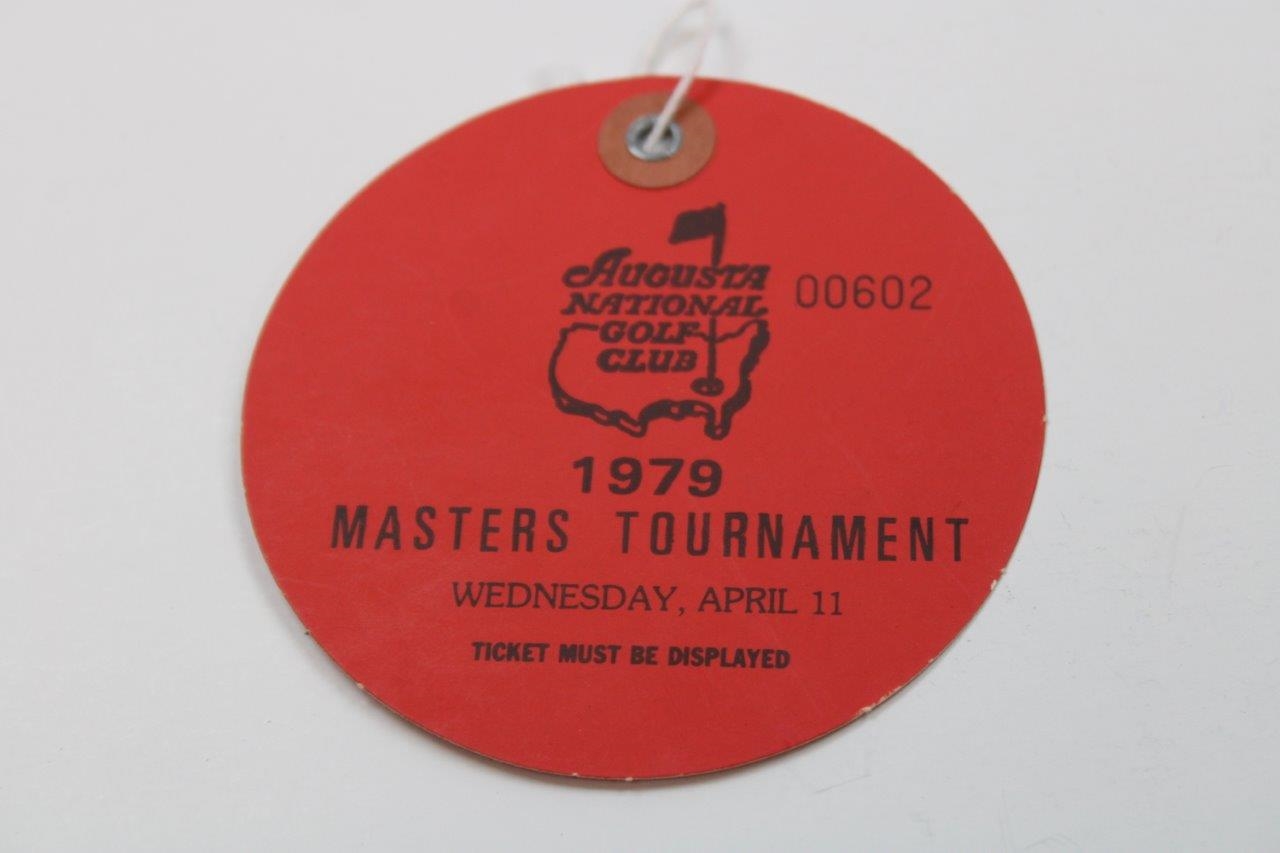 AUGUSTA
NATIONAL
GOLF
CLUB
00602
1979
MASTERS TOURNAMENT
WEDNESDAY, APRIL 11
TICKET MUST BE DISPLAYED